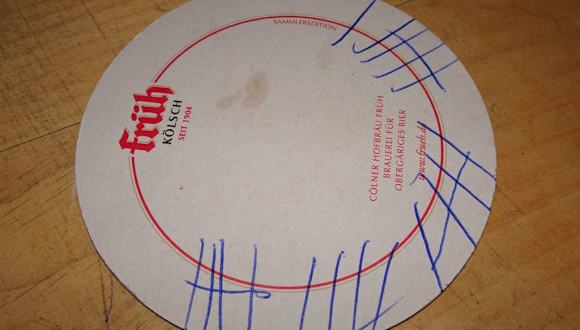 SAMMLEREDITION
Früh
KÖLSCH
SEIT 1904
CÖLNER HOFBRÄU FRÜH
BRAUEREI FÜR
OBERGÄRIGES BIER
www.frueh.de